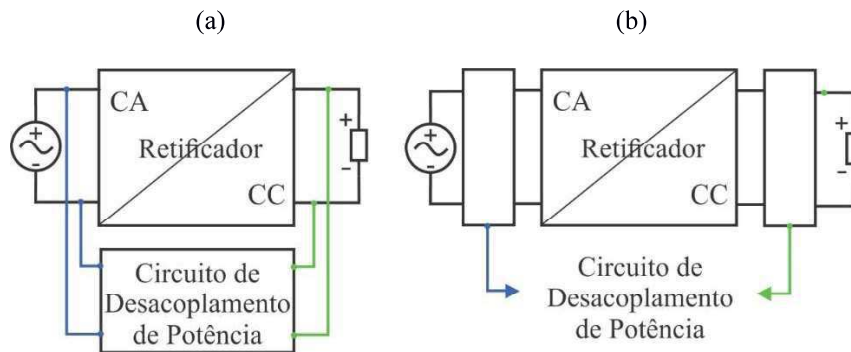 (a)
CA
Retificador
CC
+
-
+
-
Circuito de
Desacoplamento
de Potência
(b)
CA
Retificador
CC
+
-
+
-
Circuito de
Desacoplamento
de Potência